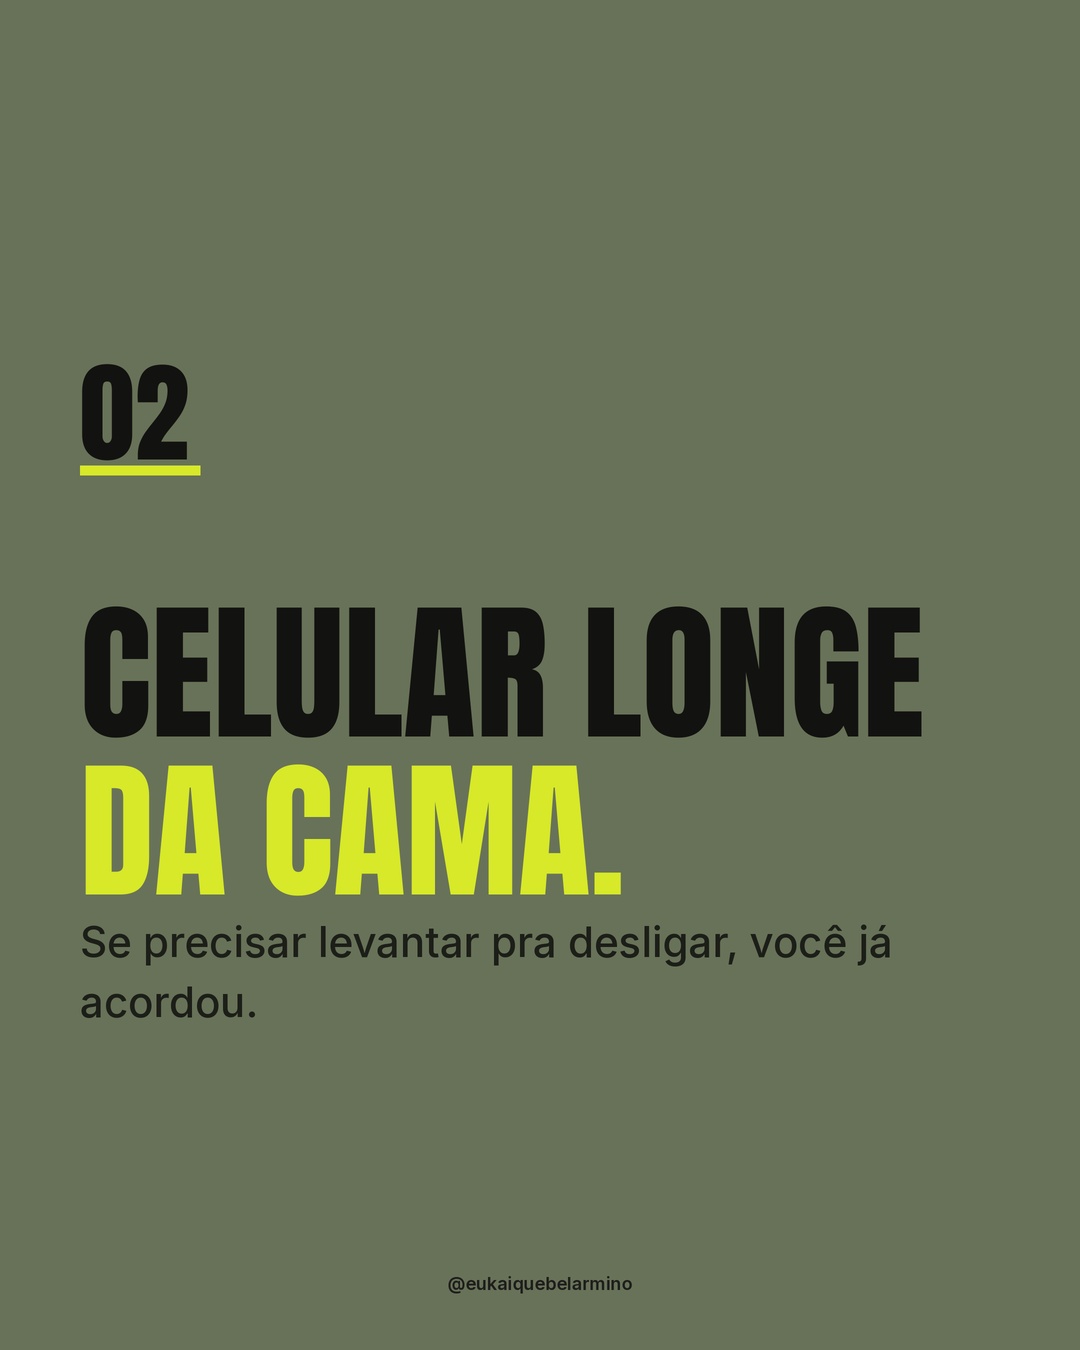 02
CELULAR LONGE
DA CAMA.
Se precisar levantar pra desligar, você já
acordou.
@eukaiquebelarmino